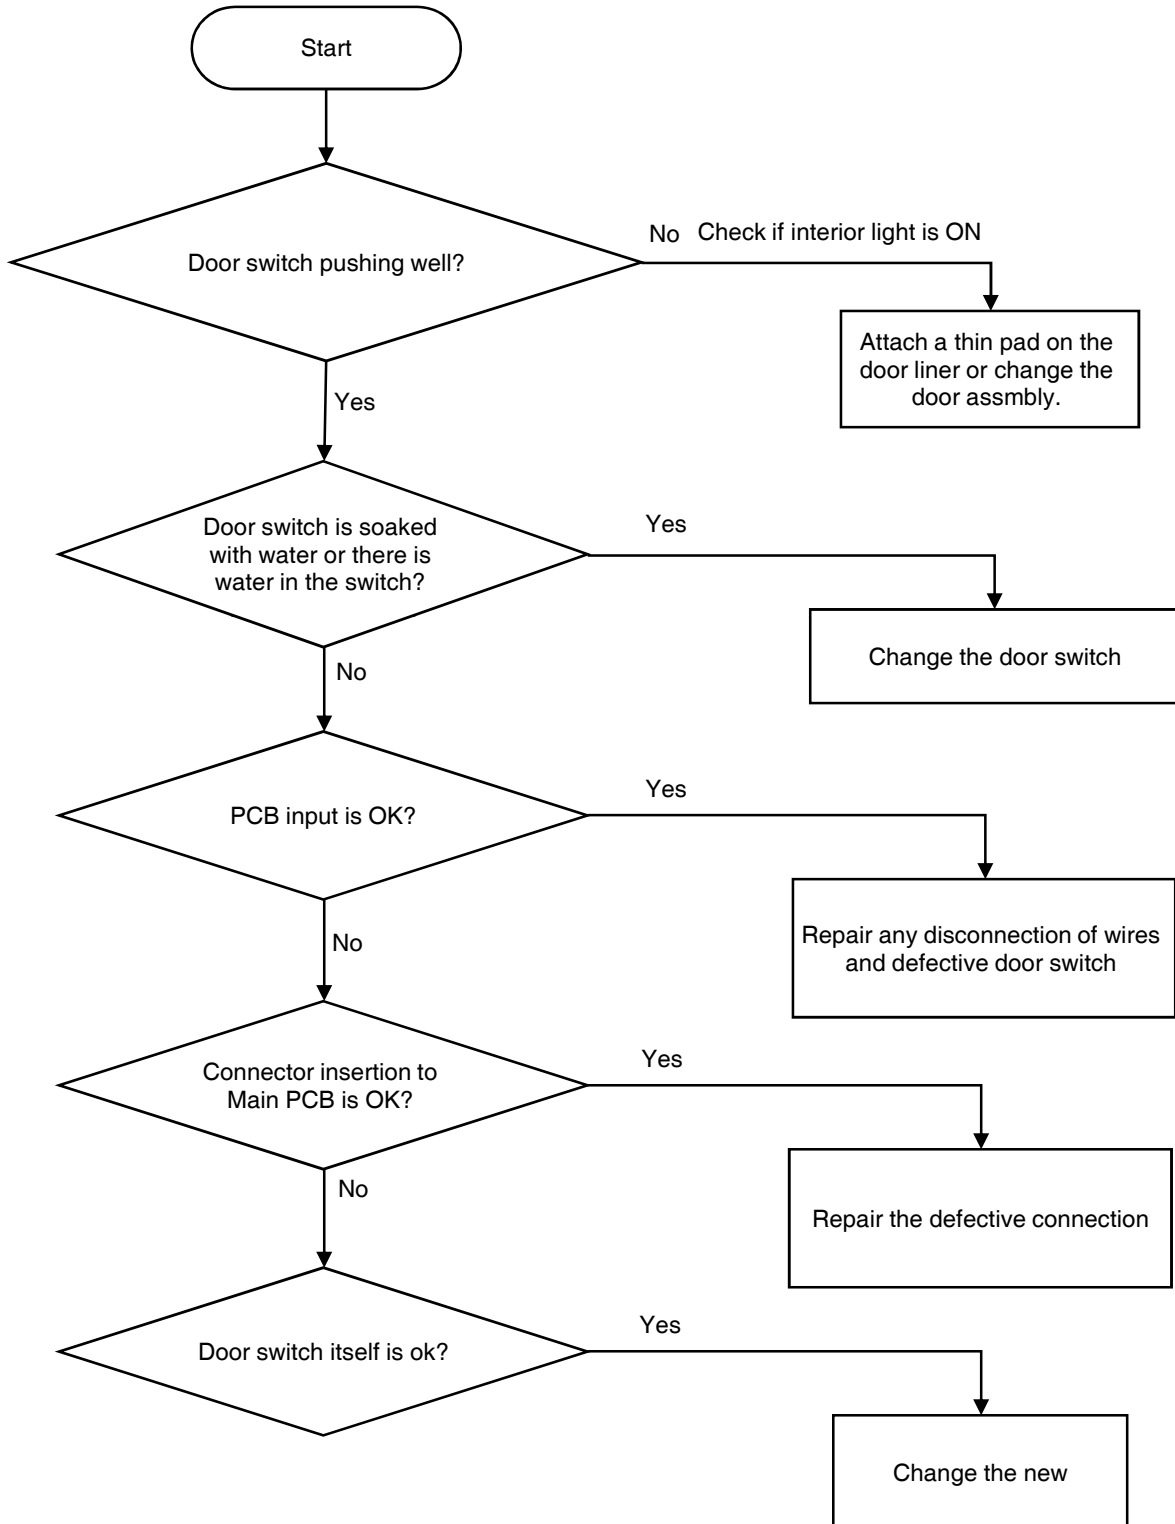 Start
Door switch pushing well?
No Check if interior light is ON
Attach a thin pad on the
door liner or change the
door assmbly.
Yes
Door switch is soaked
with water or there is
water in the switch?
Yes
Change the door switch
No
PCB input is OK?
Yes
Repair any disconnection of wires
and defective door switch
No
Connector insertion to
Main PCB is OK?
Yes
Repair the defective connection
No
Door switch itself is ok?
Yes
Change the new